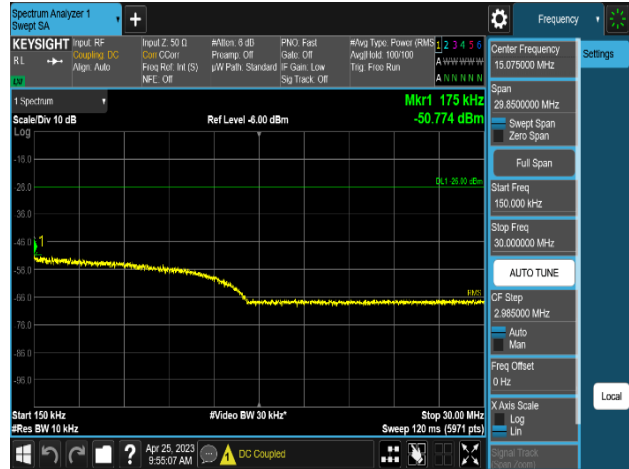 Spectrum Analyzer 1
Swept SA
+
Frequency
KEYSIGHT
RL
LW
Input: RF
Coupling: DC
Align: Auto
Input Z: 50 Ω
Corr CCorr
Freq Ref: Int (S)
NFE: Off
#Atten: 6 dB
Preamp: Off
µW Path: Standard
PNO: Fast
Gate: Off
IF Gain: Low
Sig Track: Off
#Avg Type: Power (RMS)
Avg|Hold: 100/100
Trig: Free Run
1 2 3 4 5 6
A W W W W W
A N N N N N
1 Spectrum
Scale/Div 10 dB
Ref Level -6.00 dBm
Mkr1 175 kHz
-50.774 dBm
Log
DL1 -26.00 dBm
1
RMS
-16.0
-26.0
-36.0
-46.0
-56.0
-66.0
-76.0
-86.0
-96.0
Start 150 kHz
#Res BW 10 kHz
#Video BW 30 kHz*
Stop 30.00 MHz
Sweep 120 ms (5971 pts)
Center Frequency
15.075000 MHz
Settings
Span
29.8500000 MHz
Swept Span
Zero Span
Full Span
Start Freq
150.000 kHz
Stop Freq
30.000000 MHz
AUTO TUNE
CF Step
2.985000 MHz
Auto
Man
Freq Offset
0 Hz
X Axis Scale
Log
Lin
Local
Signal Track
(Span Zoom)
?
Apr 25, 2023
9:55:07 AM
DC Coupled